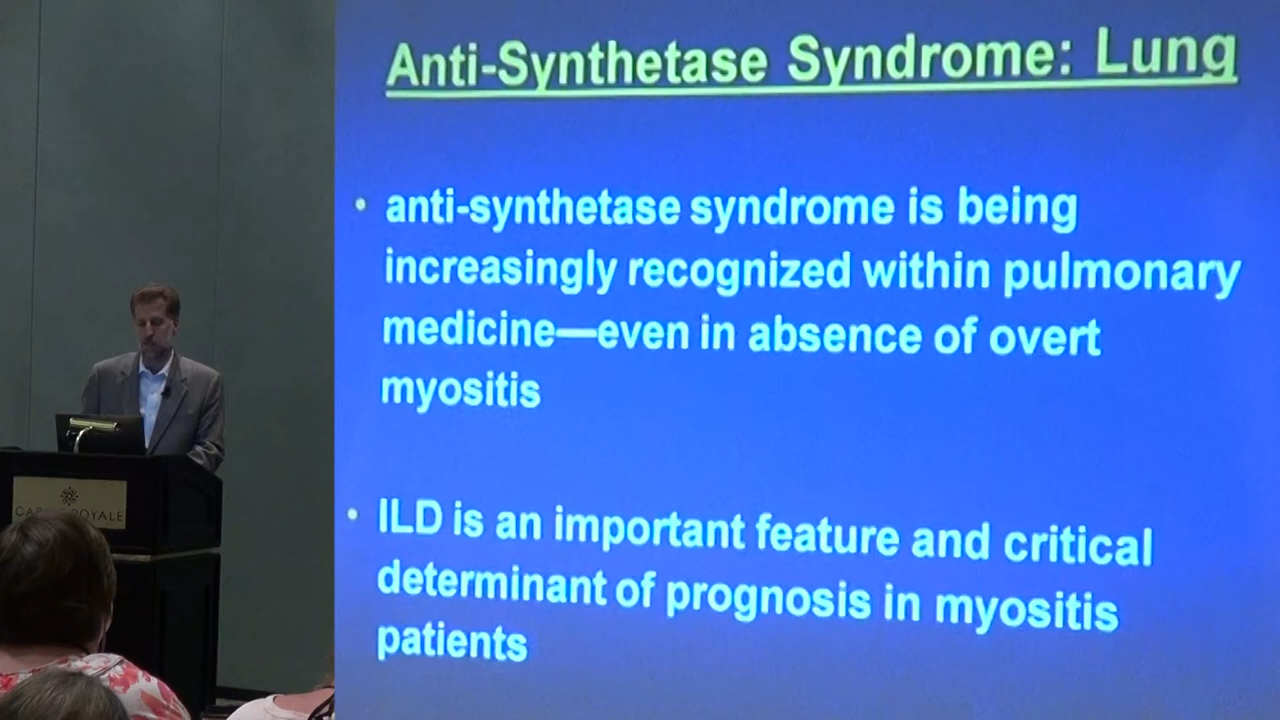 Anti-Synthetase Syndrome: Lung
• anti-synthetase syndrome is being
increasingly recognized within pulmonary
medicine—even in absence of overt
myositis
• ILD is an important feature and critical
determinant of prognosis in myositis
patients
ROYALE